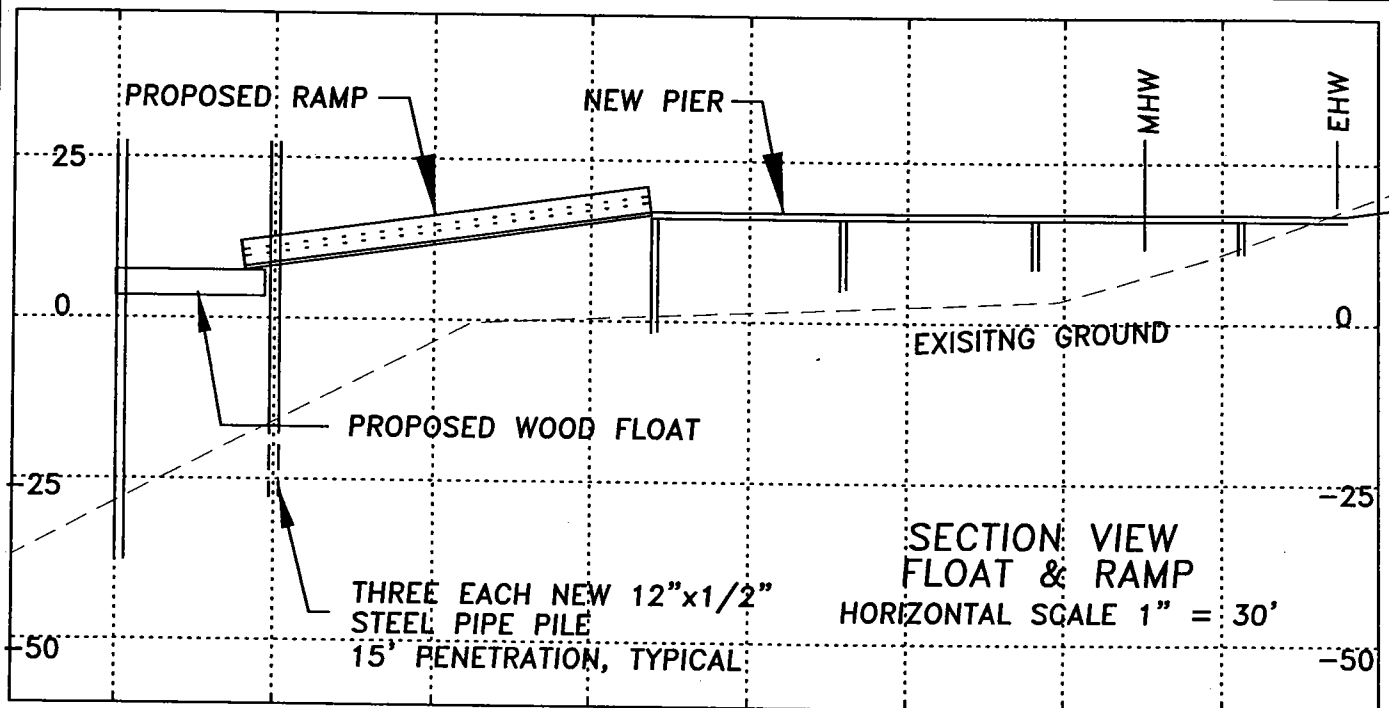 PROPOSED RAMP
NEW PIER
MHW
EHW
25
0
0
EXISITNG GROUND
PROPOSED WOOD FLOAT
-25
-25
SECTION VIEW
FLOAT & RAMP
HORIZONTAL SCALE 1" = 30'
THREE EACH NEW 12"x1/2"
STEEL PIPE PILE
15' PENETRATION, TYPICAL
-50
-50